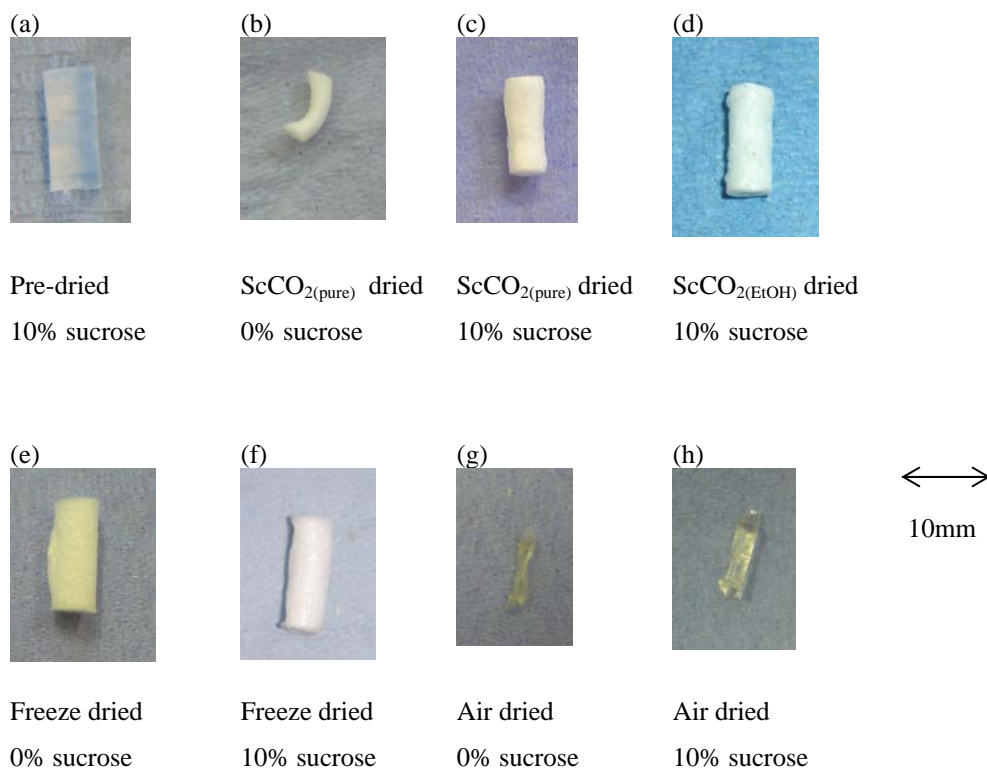 (a) (b) (c) (d)
Pre-dried ScCO2(pure) dried ScCO2(pure) dried ScCO2(EtOH) dried
10% sucrose 0% sucrose 10% sucrose 10% sucrose
(e) (f) (g) (h)
10mm
Freeze dried Freeze dried Air dried Air dried
0% sucrose 10% sucrose 0% sucrose 10% sucrose